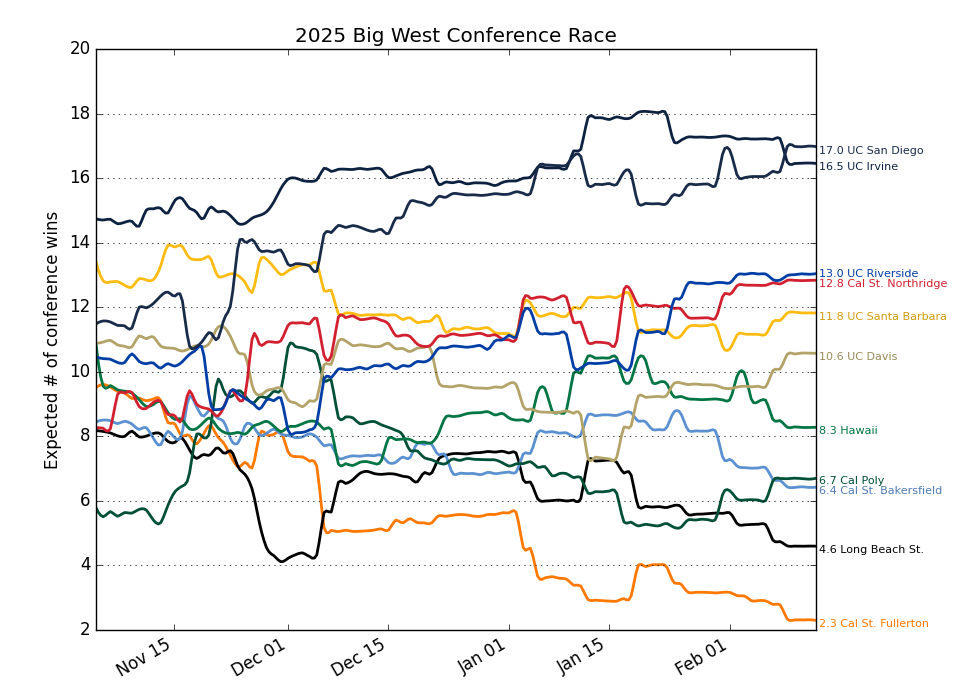 2025 Big West Conference Race
Expected # of conference wins
20
18
16
14
12
10
8
6
4
2
Nov 15
Dec 01
Dec 15
Jan 01
Jan 15
Feb 01
17.0 UC San Diego
16.5 UC Irvine
13.0 UC Riverside
12.8 Cal St. Northridge
11.8 UC Santa Barbara
10.6 UC Davis
8.3 Hawaii
6.7 Cal Poly
6.4 Cal St. Bakersfield
4.6 Long Beach St.
2.3 Cal St. Fullerton